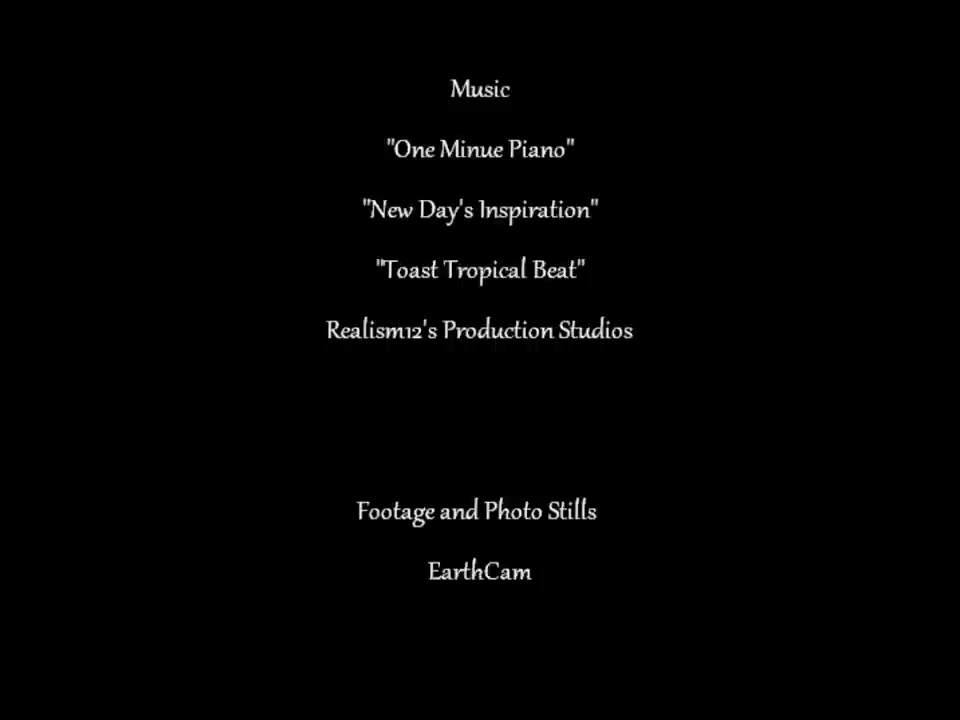 Music
"One Minue Piano"
"New Day's Inspiration"
"Toast Tropical Beat"
Realism12's Production Studios
Footage and Photo Stills
EarthCam